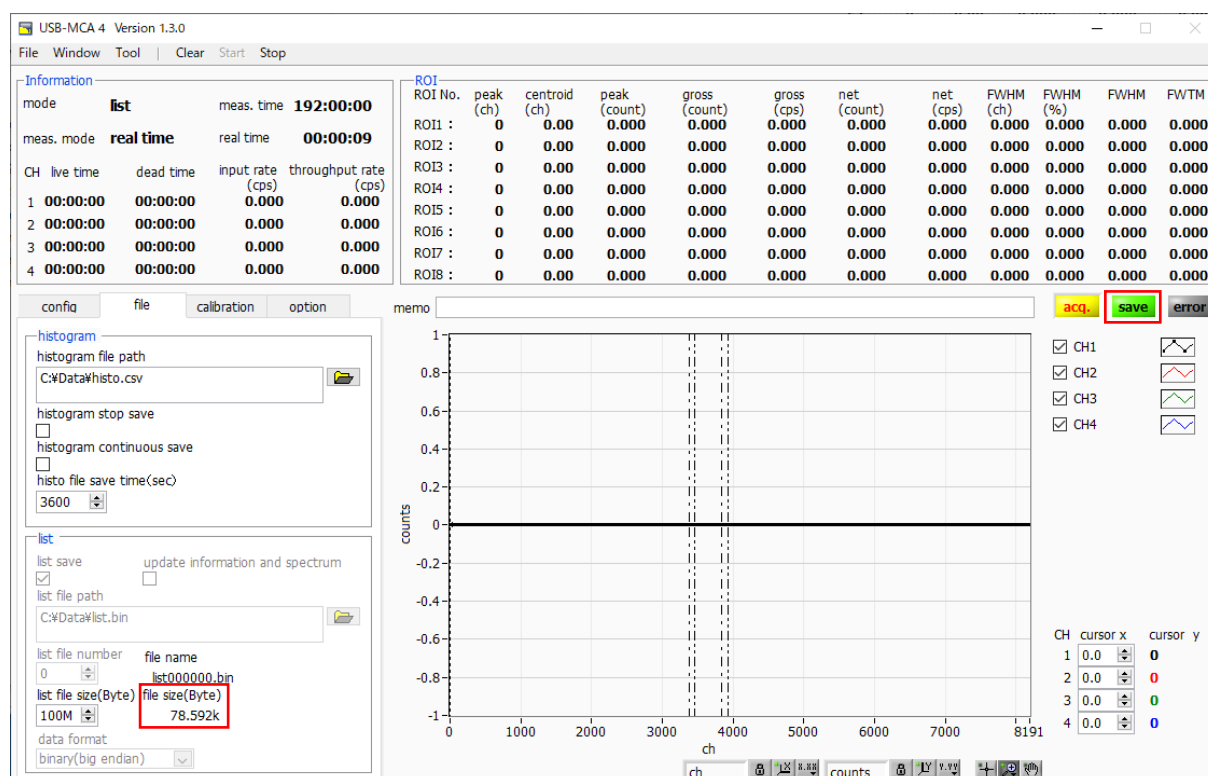 USB-MCA 4 Version 1.3.0
File Window Tool | Clear Start Stop
Information
mode list meas. time 192:00:00
meas. mode real time real time 00:00:09
CH live time dead time input rate (cps) throughput rate (cps)
1 00:00:00 00:00:00 0.000 0.000
2 00:00:00 00:00:00 0.000 0.000
3 00:00:00 00:00:00 0.000 0.000
4 00:00:00 00:00:00 0.000 0.000
ROI
ROI No. peak (ch) centroid (ch) peak (count) gross (count) gross (cps) net (count) net (cps) FWHM (ch) FWHM (%) FWHM FWTM
ROI1 : 0 0.00 0.000 0.000 0.000 0.000 0.000 0.000 0.000 0.000 0.000
ROI2 : 0 0.00 0.000 0.000 0.000 0.000 0.000 0.000 0.000 0.000 0.000
ROI3 : 0 0.00 0.000 0.000 0.000 0.000 0.000 0.000 0.000 0.000 0.000
ROI4 : 0 0.00 0.000 0.000 0.000 0.000 0.000 0.000 0.000 0.000 0.000
ROI5 : 0 0.00 0.000 0.000 0.000 0.000 0.000 0.000 0.000 0.000 0.000
ROI6 : 0 0.00 0.000 0.000 0.000 0.000 0.000 0.000 0.000 0.000 0.000
ROI7 : 0 0.00 0.000 0.000 0.000 0.000 0.000 0.000 0.000 0.000 0.000
ROI8 : 0 0.00 0.000 0.000 0.000 0.000 0.000 0.000 0.000 0.000 0.000
config file calibration option
memo
acq. save error
histogram
histogram file path
C:¥Data¥histo.csv
histogram stop save
histogram continuous save
histo file save time(sec)
3600
list
list save update information and spectrum
list file path
C:¥Data¥list.bin
list file number file name
0 list000000.bin
list file size(Byte) file size(Byte)
100M 78.592k
data format
binary(big endian)
counts
1
0.8
0.6
0.4
0.2
0
-0.2
-0.4
-0.6
-0.8
-1
0 1000 2000 3000 4000 5000 6000 7000 8191
ch
CH1
CH2
CH3
CH4
CH cursor x cursor y
1 0.0 0
2 0.0 0
3 0.0 0
4 0.0 0
ch X.XX counts Y.YY